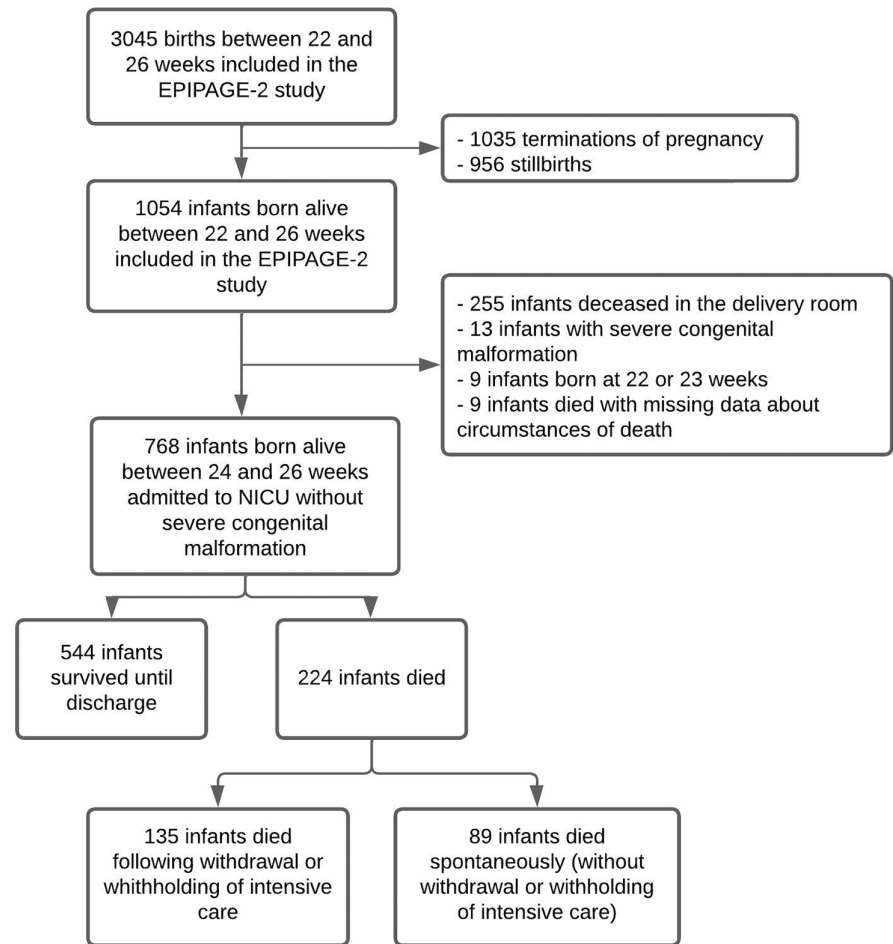 3045 births between 22 and
26 weeks included in the
EPIPAGE-2 study
- 1035 terminations of pregnancy
- 956 stillbirths
1054 infants born alive
between 22 and 26 weeks
included in the EPIPAGE-2
study
- 255 infants deceased in the delivery room
- 13 infants with severe congenital
malformation
- 9 infants born at 22 or 23 weeks
- 9 infants died with missing data about
circumstances of death
768 infants born alive
between 24 and 26 weeks
admitted to NICU without
severe congenital
malformation
544 infants
survived until
discharge
224 infants died
135 infants died
following withdrawal or
whithholding of intensive
care
89 infants died
spontaneously (without
withdrawal or withholding
of intensive care)